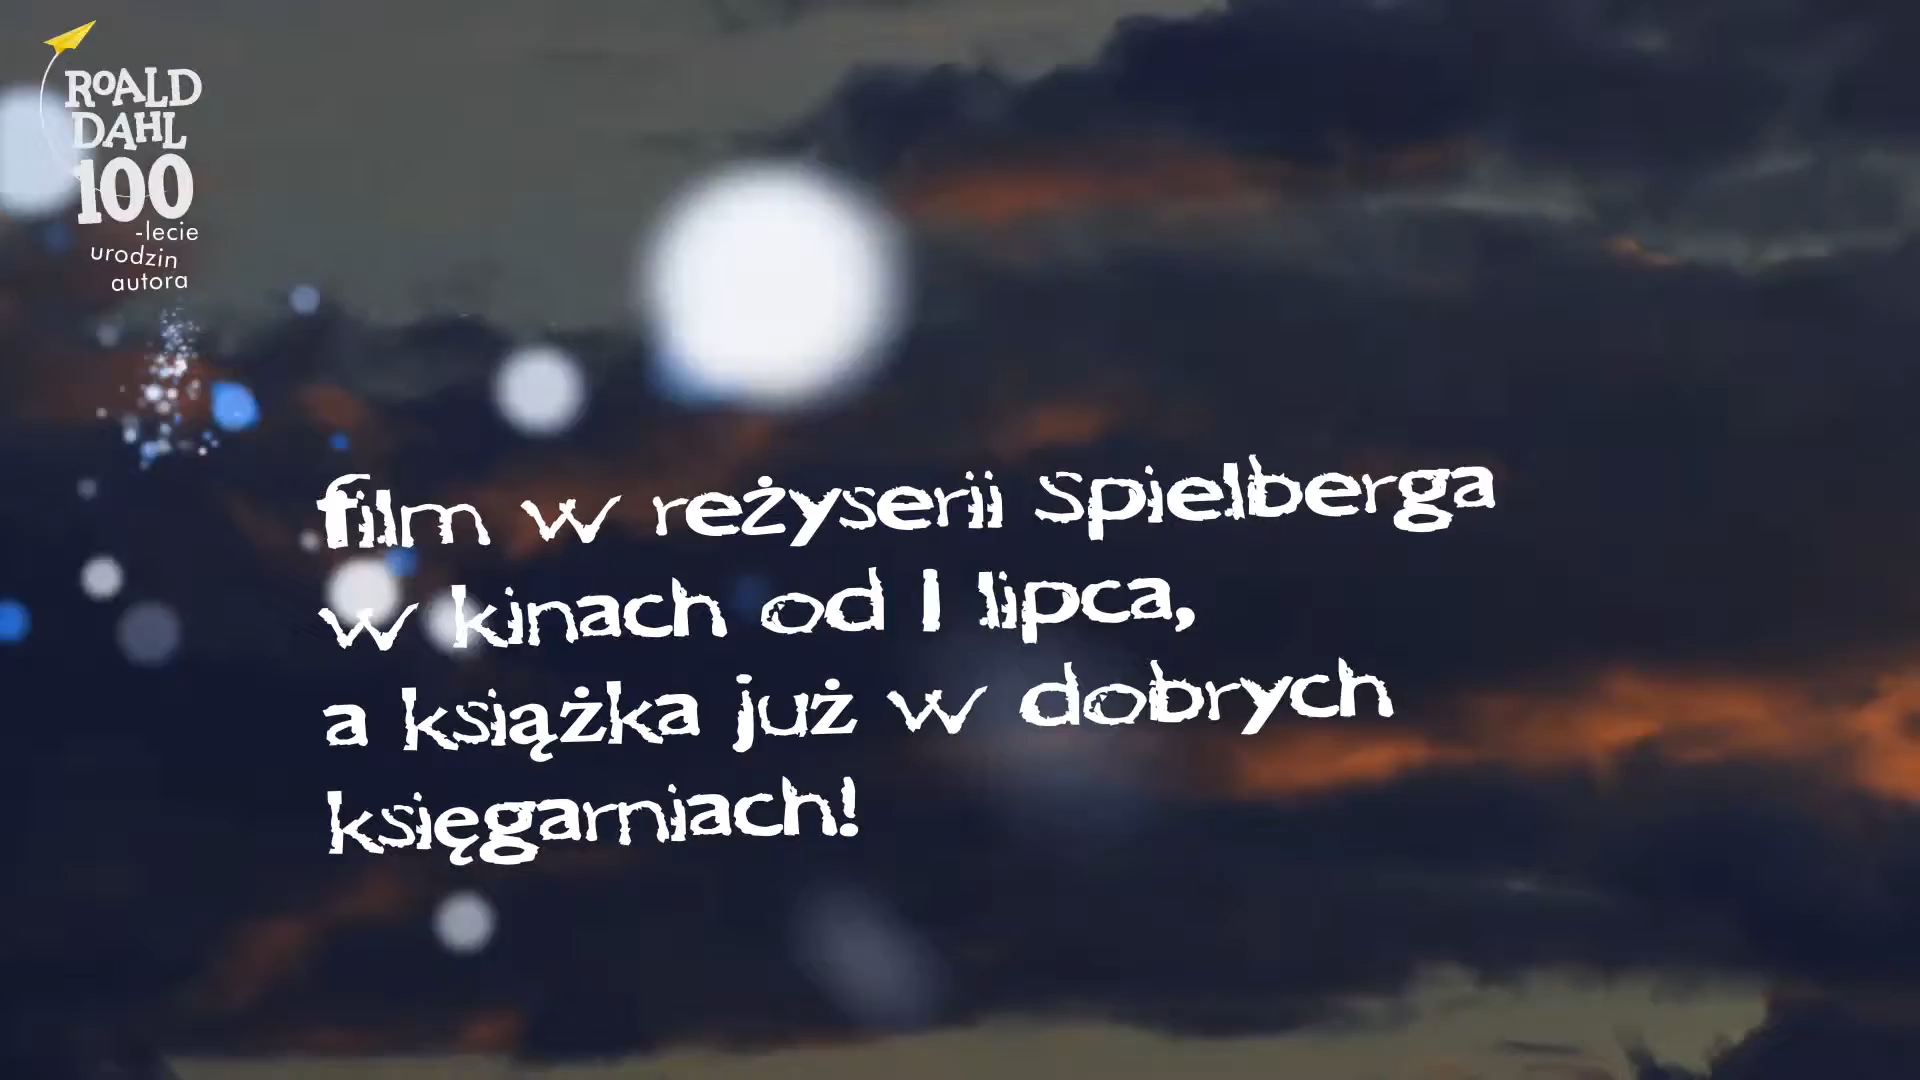 ROALD
DAHL
100
-lecie
urodzin
autora
film w reżyserii Spielberga
w kinach od 1 lipca,
a książka już w dobrych
księgarniach!